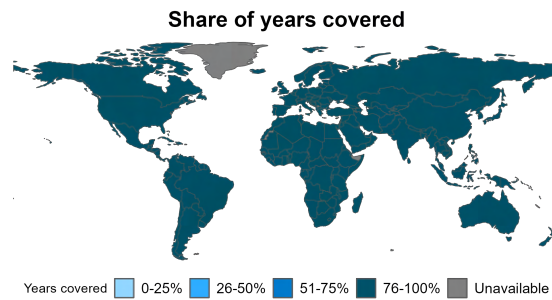 Share of years covered
Years covered 0-25% 26-50% 51-75% 76-100% Unavailable